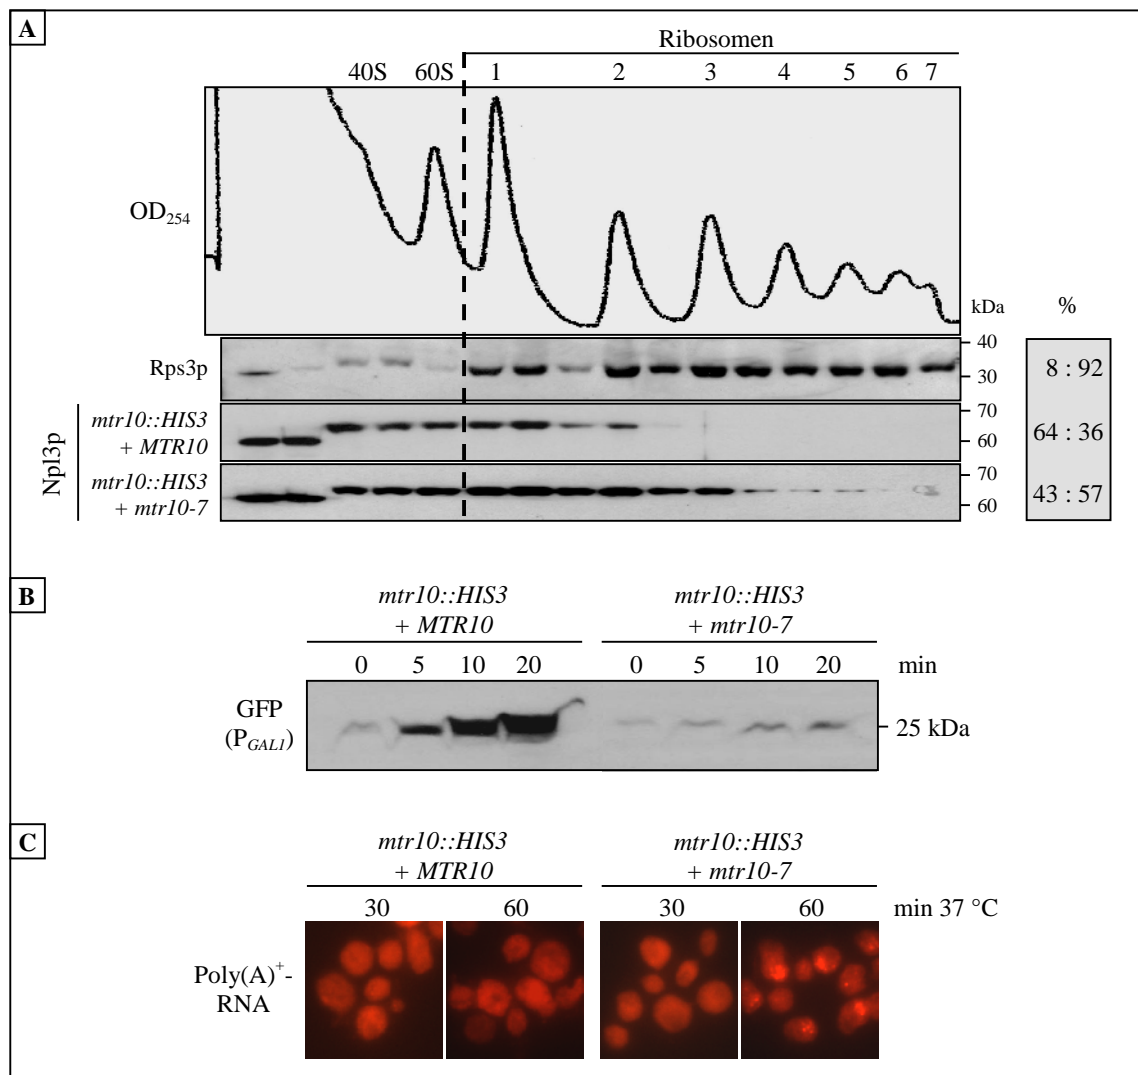 A
Ribosomen
40S 60S 1 2 3 4 5 6 7
OD254
kDa %
Rps3p
40
30
8 : 92
Npl3p
mtr10::HIS3
+ MTR10
70
60
64 : 36
mtr10::HIS3
+ mtr10-7
70
60
43 : 57
B
mtr10::HIS3
+ MTR10
mtr10::HIS3
+ mtr10-7
0 5 10 20 0 5 10 20 min
GFP
(PGAL1)
25 kDa
C
mtr10::HIS3
+ MTR10
mtr10::HIS3
+ mtr10-7
30 60 30 60 min 37 °C
Poly(A)+-
RNA